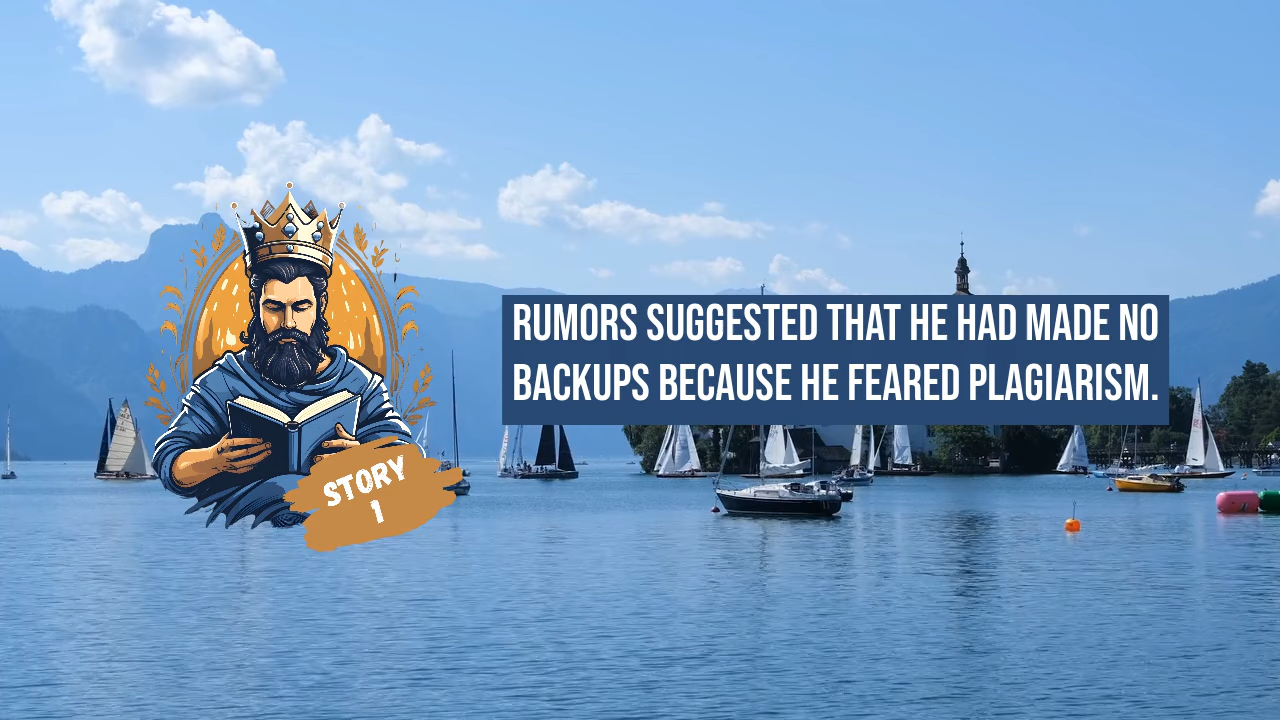 RUMORS SUGGESTED THAT HE HAD MADE NO
BACKUPS BECAUSE HE FEARED PLAGIARISM.
STORY
1